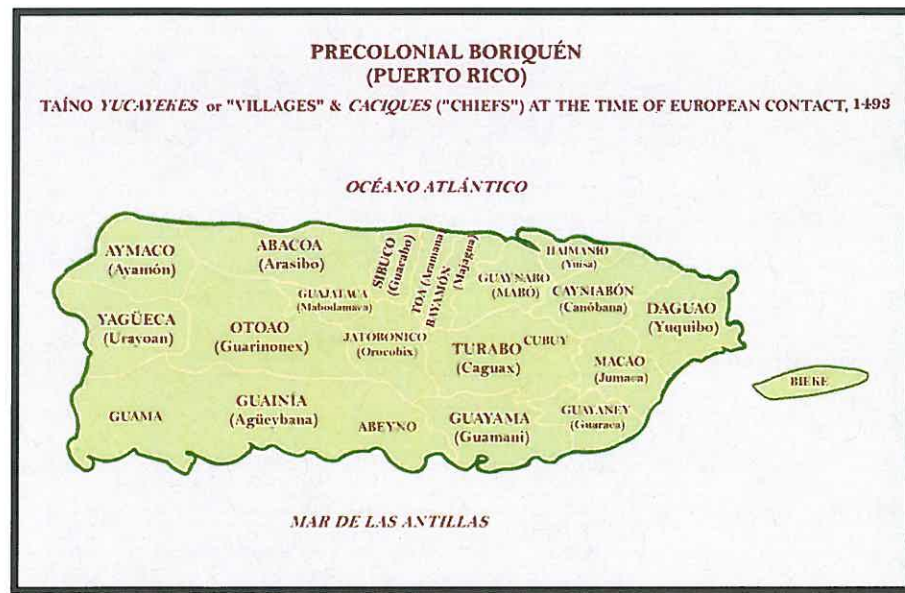 PRECOLONIAL BORIQUÉN
(PUERTO RICO)
TAÍNO YUCAYEKES or "VILLAGES" & CACIQUES ("CHIEFS") AT THE TIME OF EUROPEAN CONTACT, 1493
OCÉANO ATLÁNTICO
AYMACO
(Ayamón)
ABACOA
(Arasibo)
SIBUCO
(Guacabo)
TOA (Aramana)
BAYAMÓN
(Majagua)
HAIMANIO
(Yuisa)
GUAYNABO
(MABÓ)
CAYNIABÓN
(Canóbana)
GUAJATACA
(Mabodamaca)
DAGUAO
(Yuquibo)
YAGÜECA
(Urayoan)
OTOAO
(Guarinonex)
JATOBONICO
(Orocobix)
TURABO
(Caguax)
CUBUY
MACAO
(Jumaca)
BIEKE
GUAMA
GUAINÍA
(Agüeybana)
ABEYNO
GUAYAMA
(Guamani)
GUAYANEY
(Guaraca)
MAR DE LAS ANTILLAS